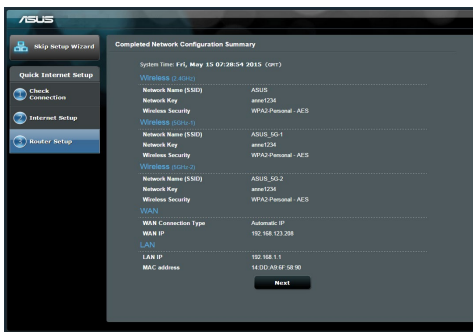 ASUS
Skip Setup Wizard
Quick Internet Setup
1 Check Connection
2 Internet Setup
3 Router Setup
Completed Network Configuration Summary
System Time: Fri, May 15 07:28:54 2015 (GMT)
Wireless (2.4GHz)
Network Name (SSID) ASUS
Network Key anne1234
Wireless Security WPA2-Personal - AES
Wireless (5GHz-1)
Network Name (SSID) ASUS_5G-1
Network Key anne1234
Wireless Security WPA2-Personal - AES
Wireless (5GHz-2)
Network Name (SSID) ASUS_5G-2
Network Key anne1234
Wireless Security WPA2-Personal - AES
WAN
WAN Connection Type Automatic IP
WAN IP 192.168.123.208
LAN
LAN IP 192.168.1.1
MAC address 14:DD:A9:6F:58:90
Next